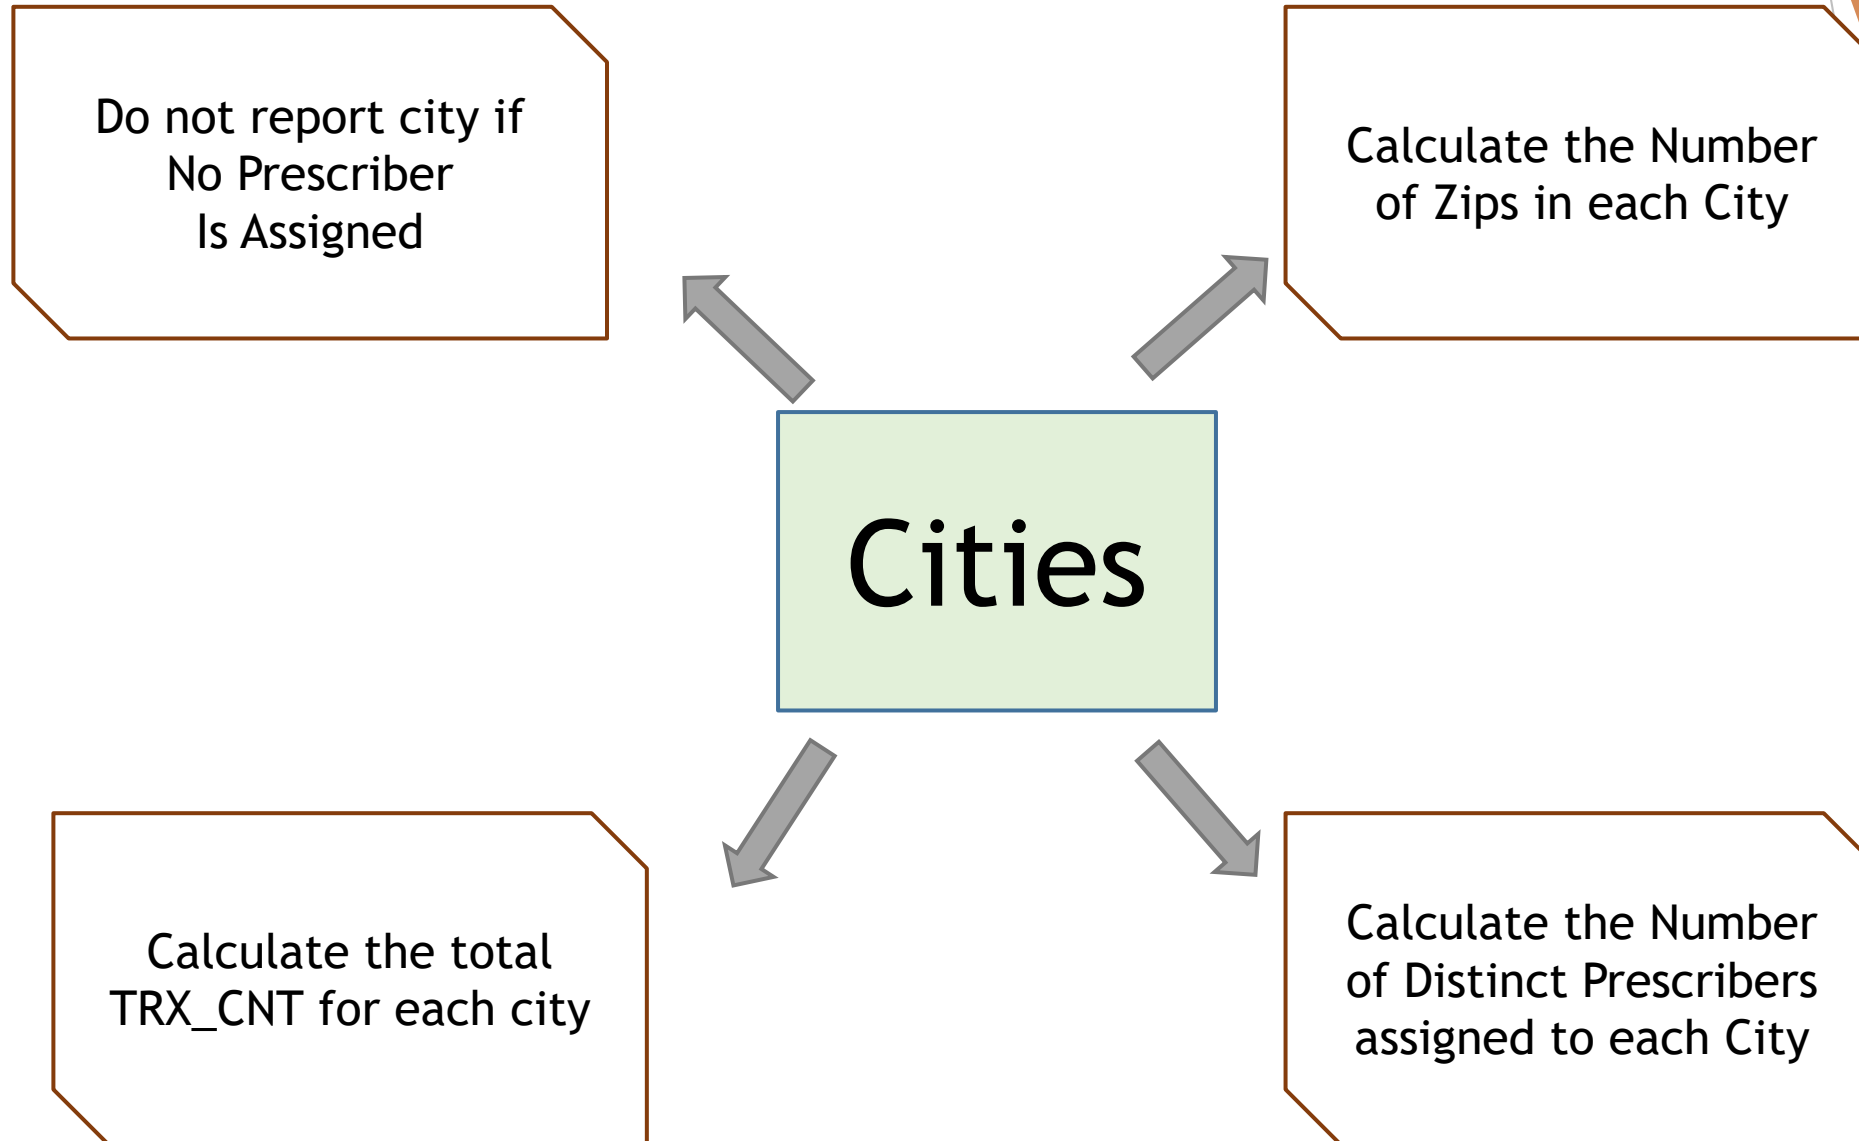 Do not report city if
No Prescriber
Is Assigned
Calculate the Number
of Zips in each City
Cities
Calculate the total
TRX_CNT for each city
Calculate the Number
of Distinct Prescribers
assigned to each City